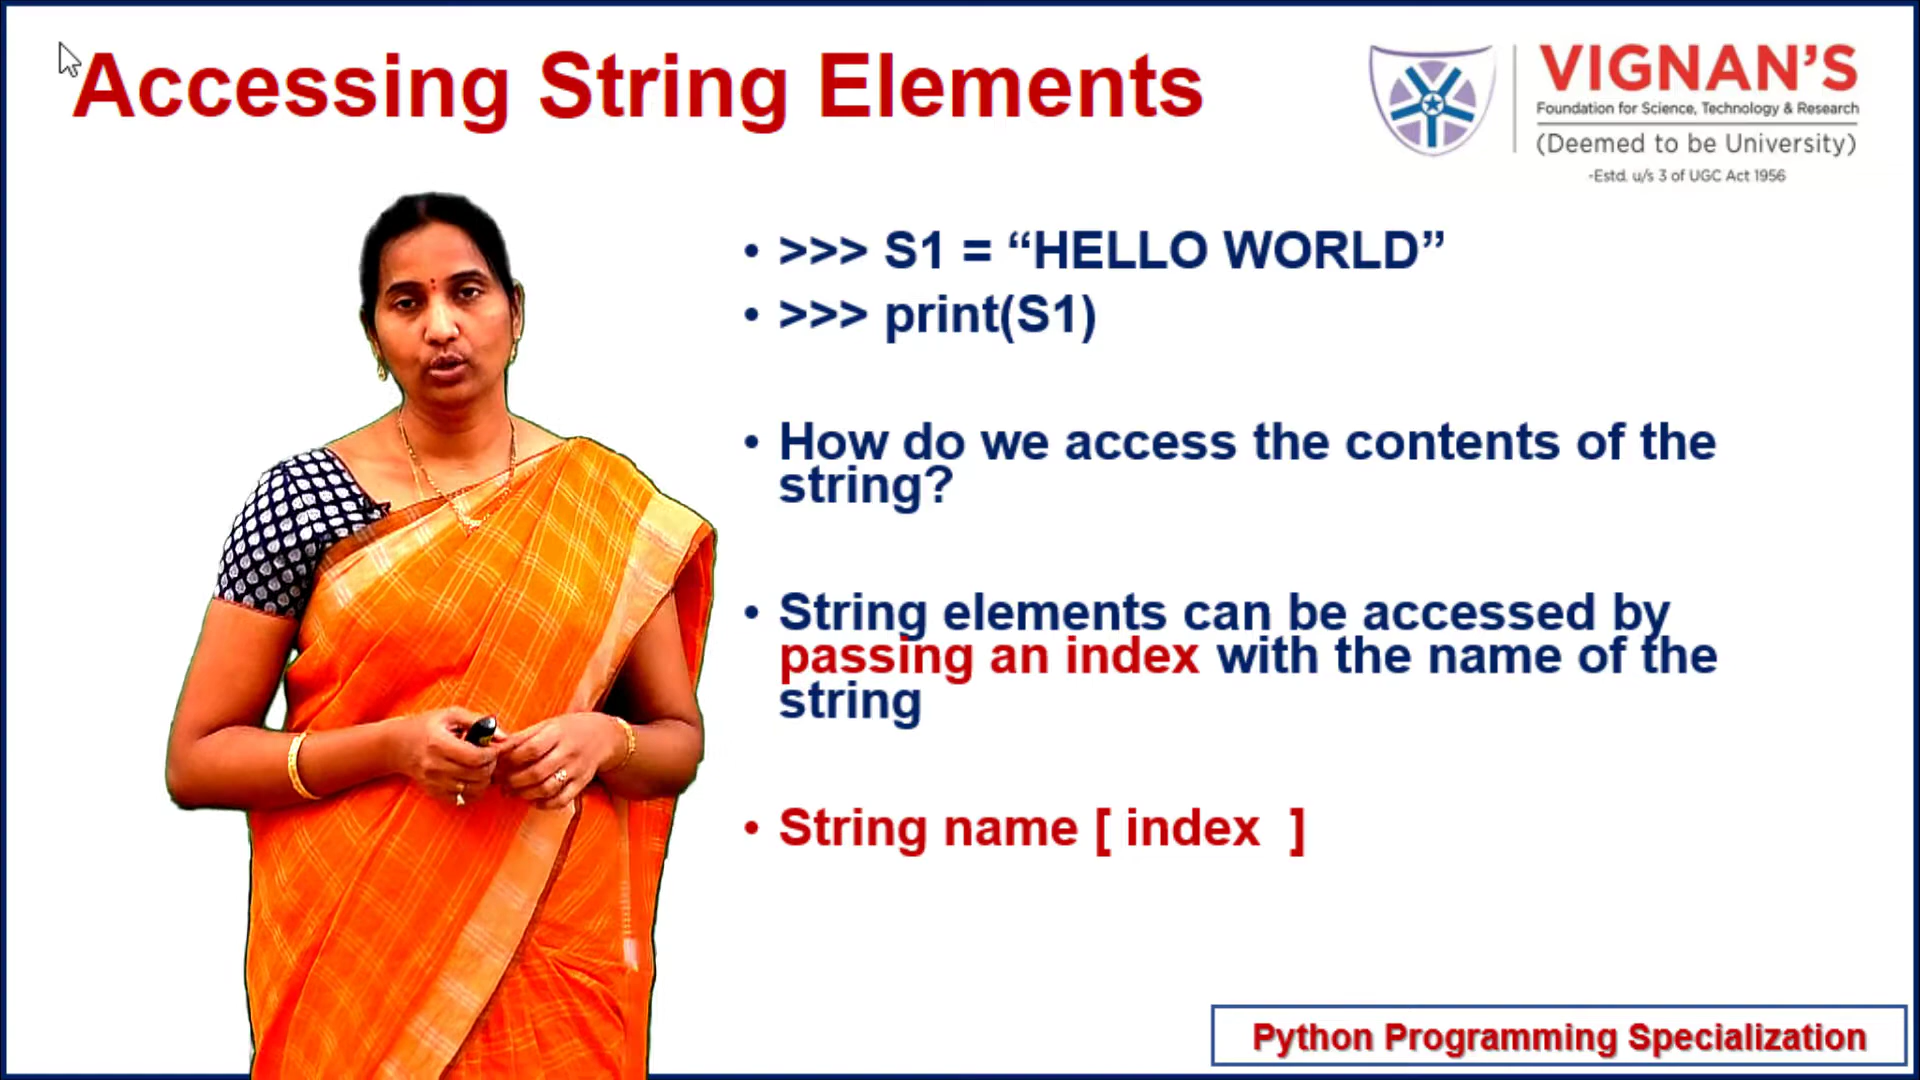 Accessing String Elements
VIGNAN'S
Foundation for Science, Technology & Research
(Deemed to be University)
-Estd. u/s 3 of UGC Act 1956
• >>> S1 = “HELLO WORLD”
• >>> print(S1)
• How do we access the contents of the
string?
• String elements can be accessed by
passing an index with the name of the
string
• String name [ index  ]
Python Programming Specialization